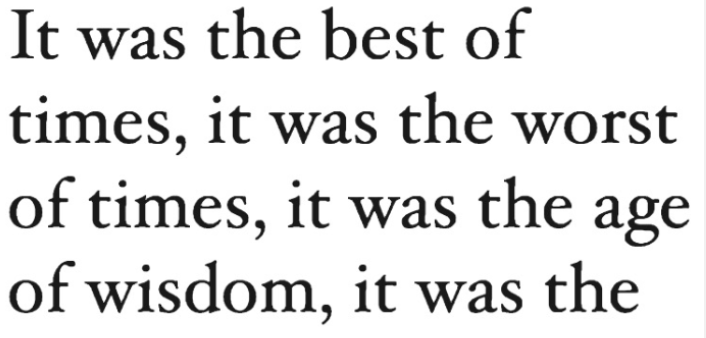 It was the best of
times, it was the worst
of times, it was the age
of wisdom, it was the